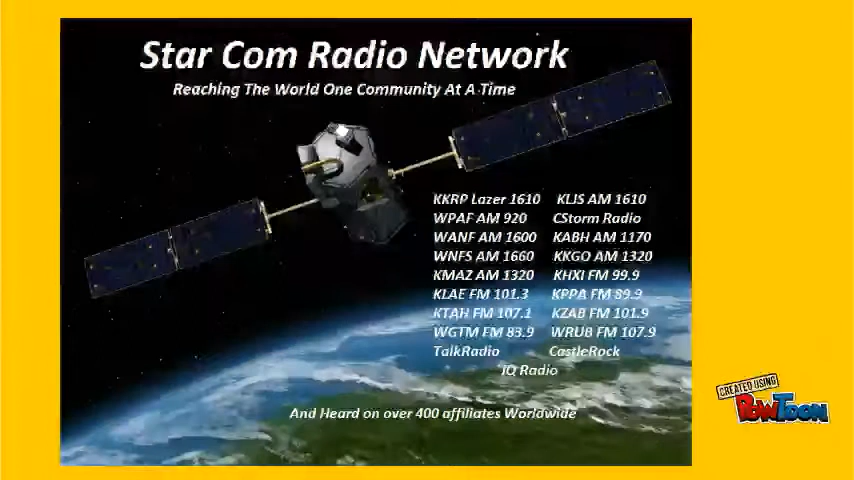 Star Com Radio Network
Reaching The World One Community At A Time
KKRP Lazer 1610 KLJS AM 1610
WPAF AM 920 CStorm Radio
WANF AM 1600 KABH AM 1170
WNFS AM 1660 KKGO AM 1320
KMAZ AM 1320 KHXI FM 99.9
KLAE FM 101.3 KPPA FM 89.9
KTAH FM 107.1 KZAB FM 101.9
WGTM FM 83.9 WRUB FM 107.9
TalkRadio CastleRock
IQ Radio
And Heard on over 400 affiliates Worldwide
CREATED USING
POWTOON